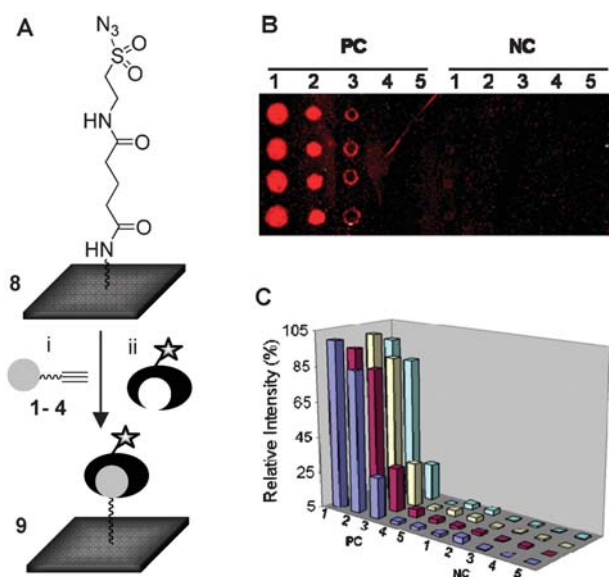 A
N3
S
O
O
HN
O
O
HN
8
i
ii
1- 4
9
B
PC
NC
1 2 3 4 5 1 2 3 4 5
C
Relative Intensity (%)
105
85
65
45
25
5
1 2 3 4 5 1 2 3 4 5
PC
NC